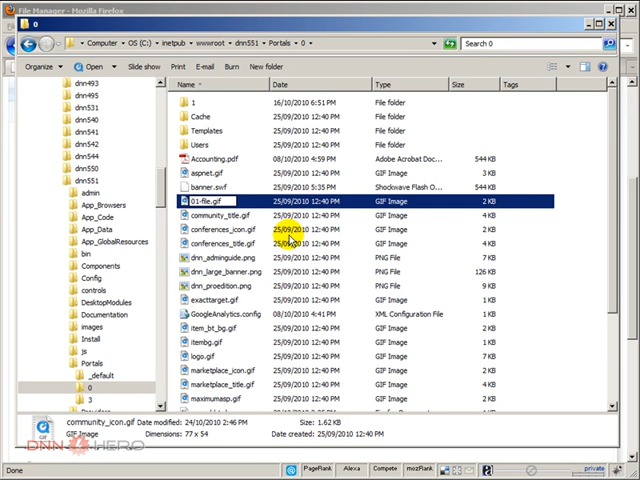 File Manager - Mozilla Firefox
0
Computer OS (C:) inetpub wwwroot dnn551 Portals 0
Search 0
Organize Open Slide show Print E-mail Burn New folder
Name Date Type Size Tags
dnn493
dnn495
dnn531
dnn540
dnn541
dnn542
dnn544
dnn550
dnn551
admin
App_Browsers
App_Code
App_Data
App_GlobalResources
bin
Components
Config
controls
DesktopModules
Documentation
images
Install
js
Portals
_default
0
3
1 16/10/2010 6:51 PM File folder
Cache 25/09/2010 12:40 PM File folder
Templates 25/09/2010 12:40 PM File folder
Users 25/09/2010 12:40 PM File folder
Accounting.pdf 08/10/2010 4:59 PM Adobe Acrobat Doc... 544 KB
aspnet.gif 25/09/2010 12:40 PM GIF Image 2 KB
banner.swf 25/09/2010 5:35 PM Shockwave Flash O... 544 KB
01-file.gif 25/09/2010 12:40 PM GIF Image 2 KB
community_title.gif 25/09/2010 12:40 PM GIF Image 4 KB
conferences_icon.gif 25/09/2010 12:40 PM GIF Image 2 KB
conferences_title.gif 25/09/2010 12:40 PM GIF Image 4 KB
dnn_adminguide.png 25/09/2010 12:40 PM PNG File 7 KB
dnn_large_banner.png 25/09/2010 12:40 PM PNG File 126 KB
dnn_proedition.png 25/09/2010 12:40 PM PNG File 9 KB
exacttarget.gif 25/09/2010 12:40 PM GIF Image 2 KB
GoogleAnalytics.config 08/10/2010 4:41 PM XML Configuration File 2 KB
item_bt_bg.gif 25/09/2010 12:40 PM GIF Image 2 KB
itembg.gif 25/09/2010 12:40 PM GIF Image 2 KB
logo.gif 25/09/2010 12:40 PM GIF Image 7 KB
marketplace_icon.gif 25/09/2010 12:40 PM GIF Image 2 KB
marketplace_title.gif 25/09/2010 12:40 PM GIF Image 4 KB
maximumasp.gif 25/09/2010 12:40 PM GIF Image 2 KB
community_icon.gif Date modified: 24/10/2010 2:46 PM Size: 1.62 KB
GIF Image Dimensions: 77 x 54 Date created: 25/09/2010 12:40 PM
DNN HERO
Done PageRank Alexa Compete mozRank private